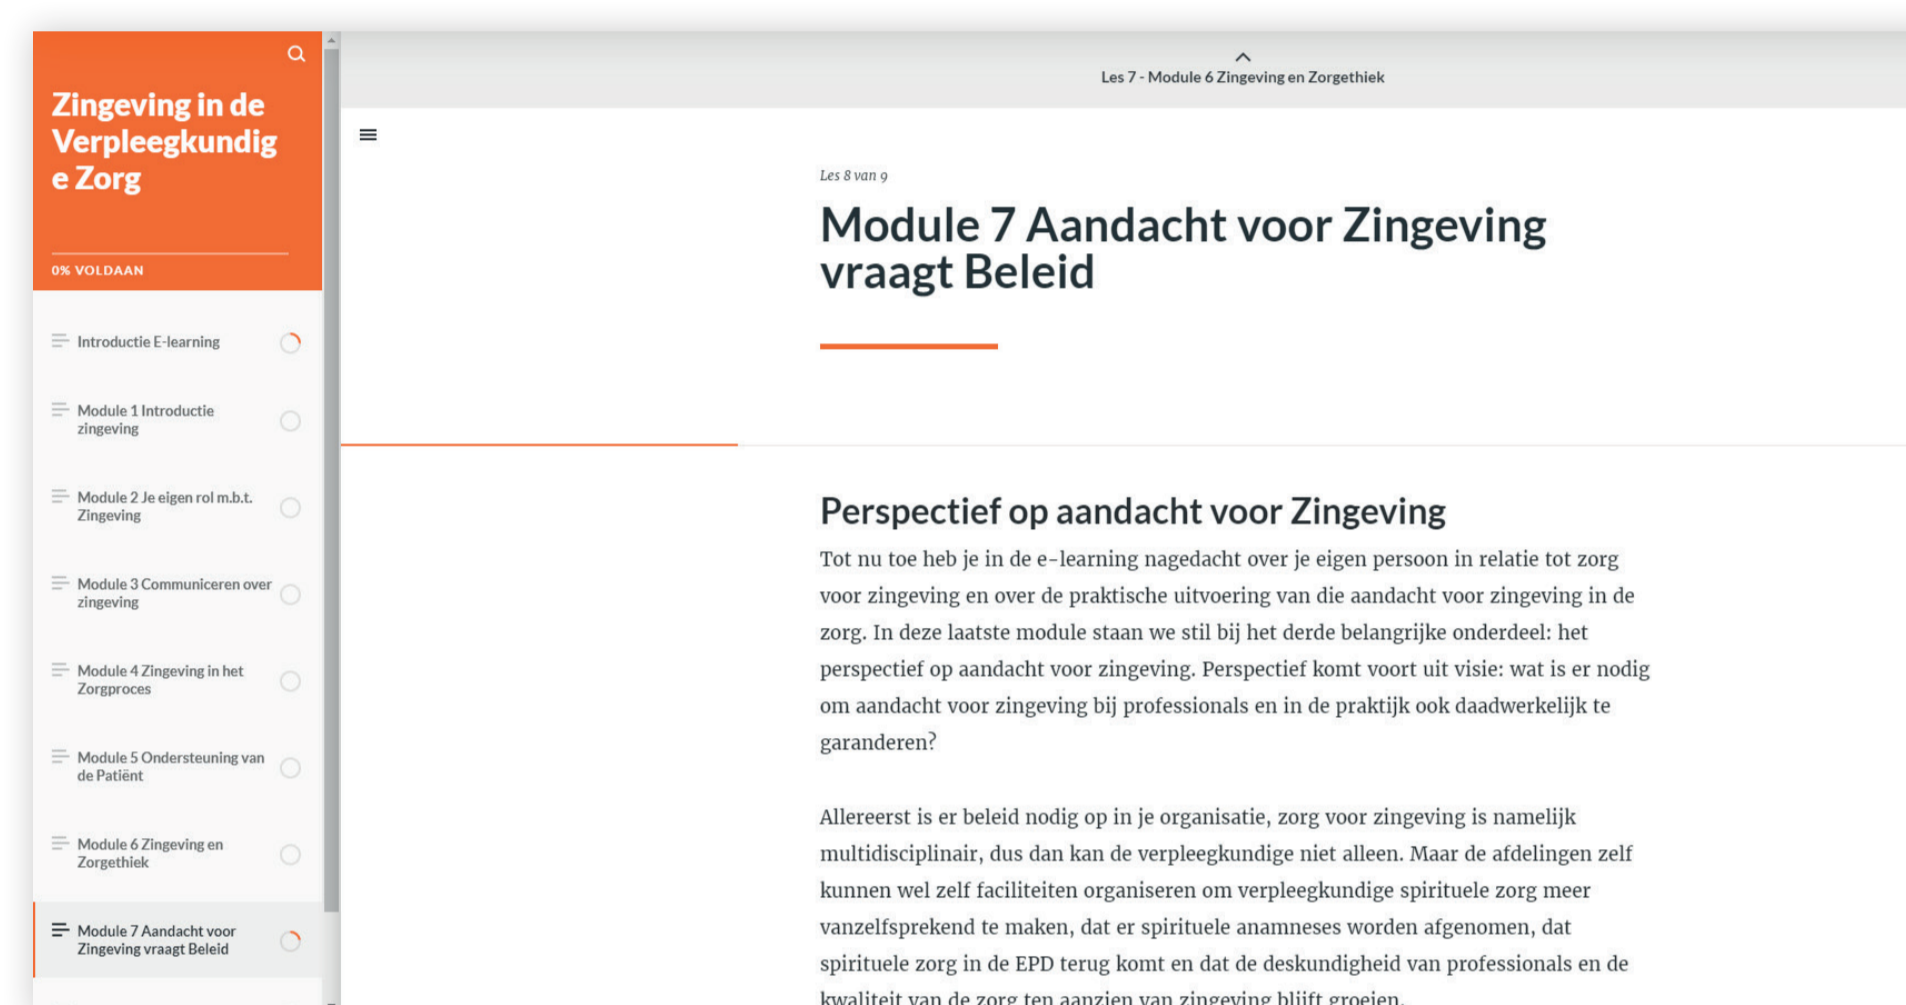 Zingeving in de
Verpleegkundig
e Zorg
0% VOLDAAN
Introductie E-learning
Module 1 Introductie
zingeving
Module 2 Je eigen rol m.b.t.
Zingeving
Module 3 Communiceren over
zingeving
Module 4 Zingeving in het
Zorgproces
Module 5 Ondersteuning van
de Patiënt
Module 6 Zingeving en
Zorgethiek
Module 7 Aandacht voor
Zingeving vraagt Beleid
Les 7 - Module 6 Zingeving en Zorgethiek
Les 8 van 9
Module 7 Aandacht voor Zingeving
vraagt Beleid
Perspectief op aandacht voor Zingeving
Tot nu toe heb je in de e-learning nagedacht over je eigen persoon in relatie tot zorg
voor zingeving en over de praktische uitvoering van die aandacht voor zingeving in de
zorg. In deze laatste module staan we stil bij het derde belangrijke onderdeel: het
perspectief op aandacht voor zingeving. Perspectief komt voort uit visie: wat is er nodig
om aandacht voor zingeving bij professionals en in de praktijk ook daadwerkelijk te
garanderen?
Allereerst is er beleid nodig op in je organisatie, zorg voor zingeving is namelijk
multidisciplinair, dus dan kan de verpleegkundige niet alleen. Maar de afdelingen zelf
kunnen wel zelf faciliteiten organiseren om verpleegkundige spirituele zorg meer
vanzelfsprekend te maken, dat er spirituele anamneses worden afgenomen, dat
spirituele zorg in de EPD terug komt en dat de deskundigheid van professionals en de
kwaliteit van de zorg ten aanzien van zingeving blijft groeien.